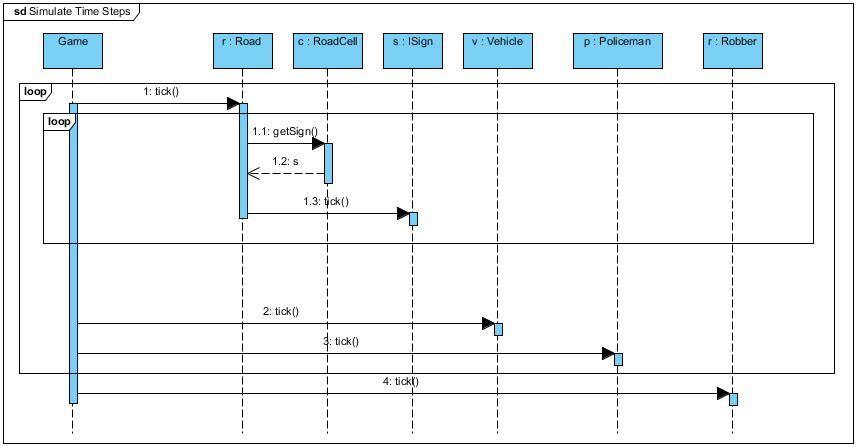 sd Simulate Time Steps
Game
r : Road
c : RoadCell
s : ISign
v : Vehicle
p : Policeman
r : Robber
loop
1: tick()
loop
1.1: getSign()
1.2: s
1.3: tick()
2: tick()
3: tick()
4: tick()